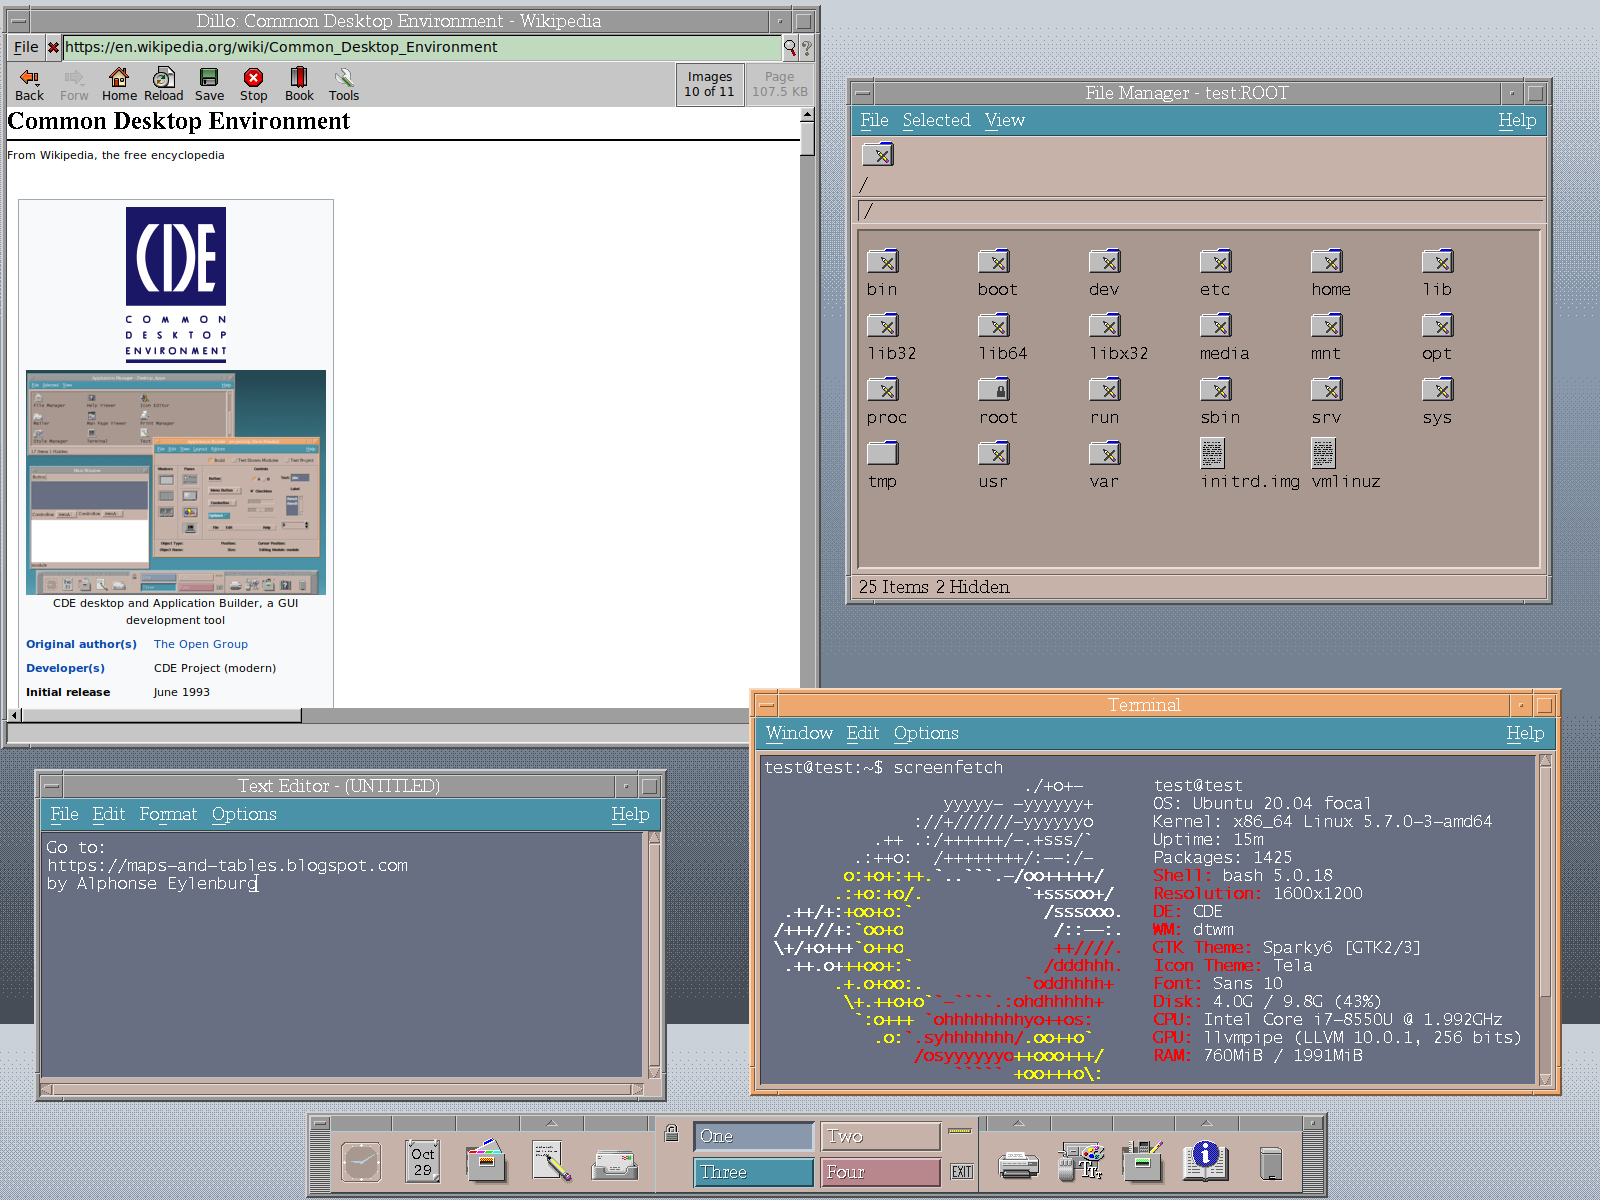 Dillo: Common Desktop Environment - Wikipedia
File
https://en.wikipedia.org/wiki/Common_Desktop_Environment
?
Back Forw Home Reload Save Stop Book Tools
Images
10 of 11
Page
107.5 KB
Common Desktop Environment
From Wikipedia, the free encyclopedia
CDE
COMMON
DESKTOP
ENVIRONMENT
CDE desktop and Application Builder, a GUI
development tool
Original author(s) The Open Group
Developer(s) CDE Project (modern)
Initial release June 1993
File Manager - test:ROOT
File Selected View Help
/
/
bin boot dev etc home lib
lib32 lib64 libx32 media mnt opt
proc root run sbin srv sys
tmp usr var initrd.img vmlinuz
25 Items 2 Hidden
Text Editor - (UNTITLED)
File Edit Format Options Help
Go to:
https://maps-and-tables.blogspot.com
by Alphonse Eylenburg
Terminal
Window Edit Options Help
test@test:~$ screenfetch
test@test
OS: Ubuntu 20.04 focal
Kernel: x86_64 Linux 5.7.0-3-amd64
Uptime: 15m
Packages: 1425
Shell: bash 5.0.18
Resolution: 1600x1200
DE: CDE
WM: dtwm
GTK Theme: Sparky6 [GTK2/3]
Icon Theme: Tela
Font: Sans 10
Disk: 4.0G / 9.8G (43%)
CPU: Intel Core i7-8550U @ 1.992GHz
GPU: llvmpipe (LLVM 10.0.1, 256 bits)
RAM: 760MiB / 1991MiB
Oct
29
One Two
Three Four
EXIT